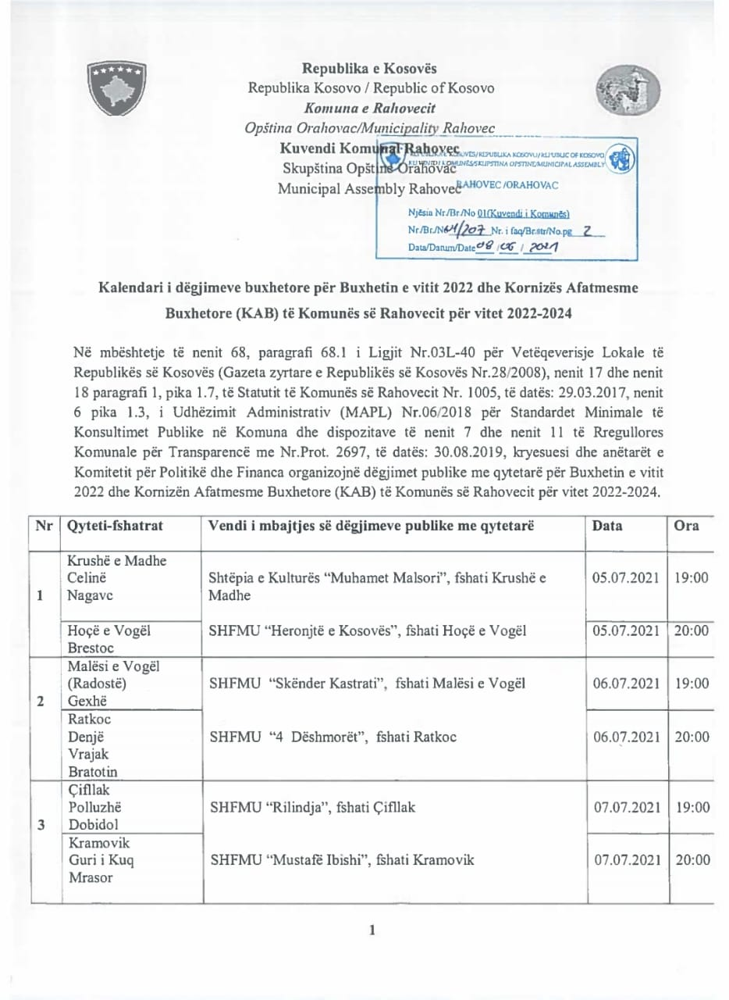 Republika e Kosovës
Republika Kosovo / Republic of Kosovo
Komuna e Rahovecit
Opština Orahovac/Municipality Rahovec
Kuvendi Komunal Rahovec
Skupština Opštine Orahovac
Municipal Assembly Rahovec
KOSOVËS/REPUBLIKA KOSOVO/REPUBLIC OF KOSOVO
KUVENDI I KOMUNËS/SKUPSTINA OPSTINE/MUNICIPAL ASSEMBLY
RAHOVEC /ORAHOVAC
Njësia Nr/Br/No 01(Kuvendi i Komunës)
Nr/Br/No 01/207 Nr. i faq/Br.str/No.pg 2
Data/Datum/Date 08 / 06 / 2021
Kalendari i dëgjimeve buxhetore për Buxhetin e vitit 2022 dhe Kornizës Afatmesme
Buxhetore (KAB) të Komunës së Rahovecit për vitet 2022-2024
Në mbështetje të nenit 68, paragrafi 68.1 i Ligjit Nr.03L-40 për Vetëqeverisje Lokale të
Republikës së Kosovës (Gazeta zyrtare e Republikës së Kosovës Nr.28/2008), nenit 17 dhe nenit
18 paragrafi 1, pika 1.7, të Statutit të Komunës së Rahovecit Nr. 1005, të datës: 29.03.2017, nenit
6 pika 1.3, i Udhëzimit Administrativ (MAPL) Nr.06/2018 për Standardet Minimale të
Konsultimet Publike në Komuna dhe dispozitave të nenit 7 dhe nenit 11 të Rregullores
Komunale për Transparencë me Nr.Prot. 2697, të datës: 30.08.2019, kryesuesi dhe anëtarët e
Komitetit për Politikë dhe Financa organizojnë dëgjimet publike me qytetarë për Buxhetin e vitit
2022 dhe Kornizën Afatmesme Buxhetore (KAB) të Komunës së Rahovecit për vitet 2022-2024.
Nr Qyteti-fshatrat Vendi i mbajtjes së dëgjimeve publike me qytetarë Data Ora
Krushë e Madhe
Celinë Shtëpia e Kulturës “Muhamet Malsori”, fshati Krushë e 05.07.2021 19:00
1 Nagavc Madhe
Hoçë e Vogël SHFMU “Heronjtë e Kosovës”, fshati Hoçë e Vogël 05.07.2021 20:00
Brestoc
Malësi e Vogël
(Radostë) SHFMU “Skënder Kastrati”, fshati Malësi e Vogël 06.07.2021 19:00
2 Gexhë
Ratkoc
Denjë SHFMU “4 Dëshmorët”, fshati Ratkoc 06.07.2021 20:00
Vrajak
Bratotin
Çifllak
Polluzhë SHFMU “Rilindja”, fshati Çifllak 07.07.2021 19:00
3 Dobidol
Kramovik
Guri i Kuq SHFMU “Mustafë Ibishi”, fshati Kramovik 07.07.2021 20:00
Mrasor
1